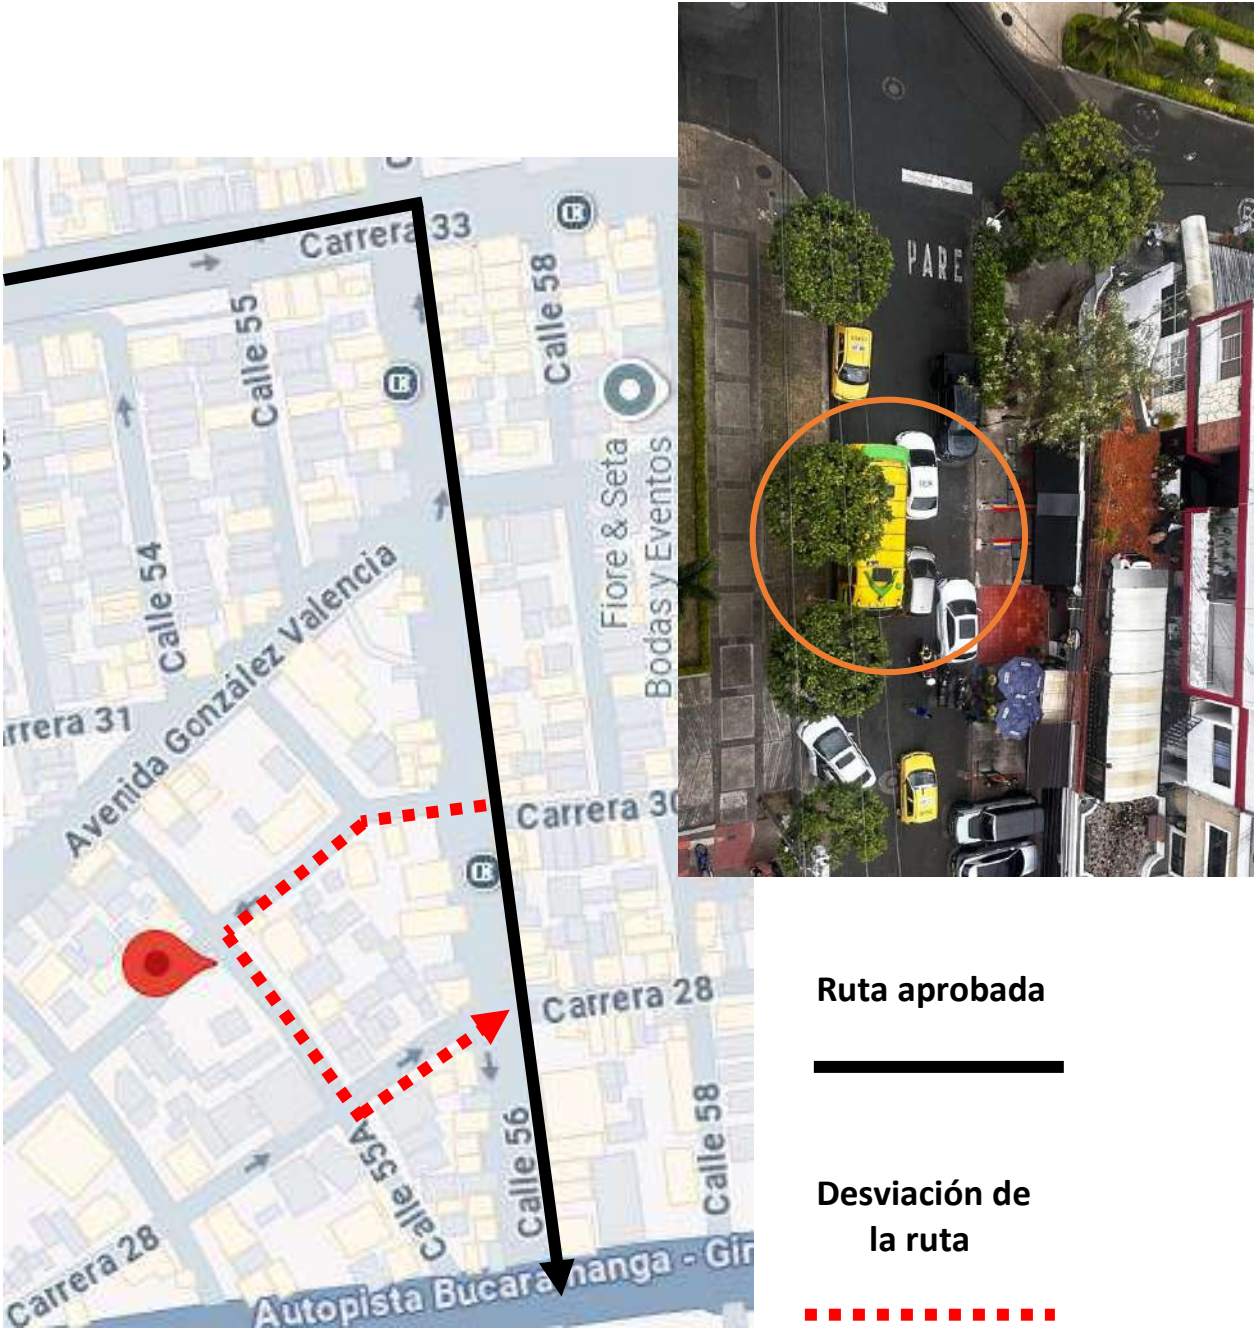 Carrera 33
Calle 55
Calle 58
Calle 54
Fiore & Seta
Bodas y Eventos
Avenida González Valencia
rrera 31
Carrera 30
Carrera 28
Calle 55A
Calle 56
Calle 58
Carrera 28
Autopista Bucaramanga - Gir
PARE
Ruta aprobada
Desviación de
la ruta